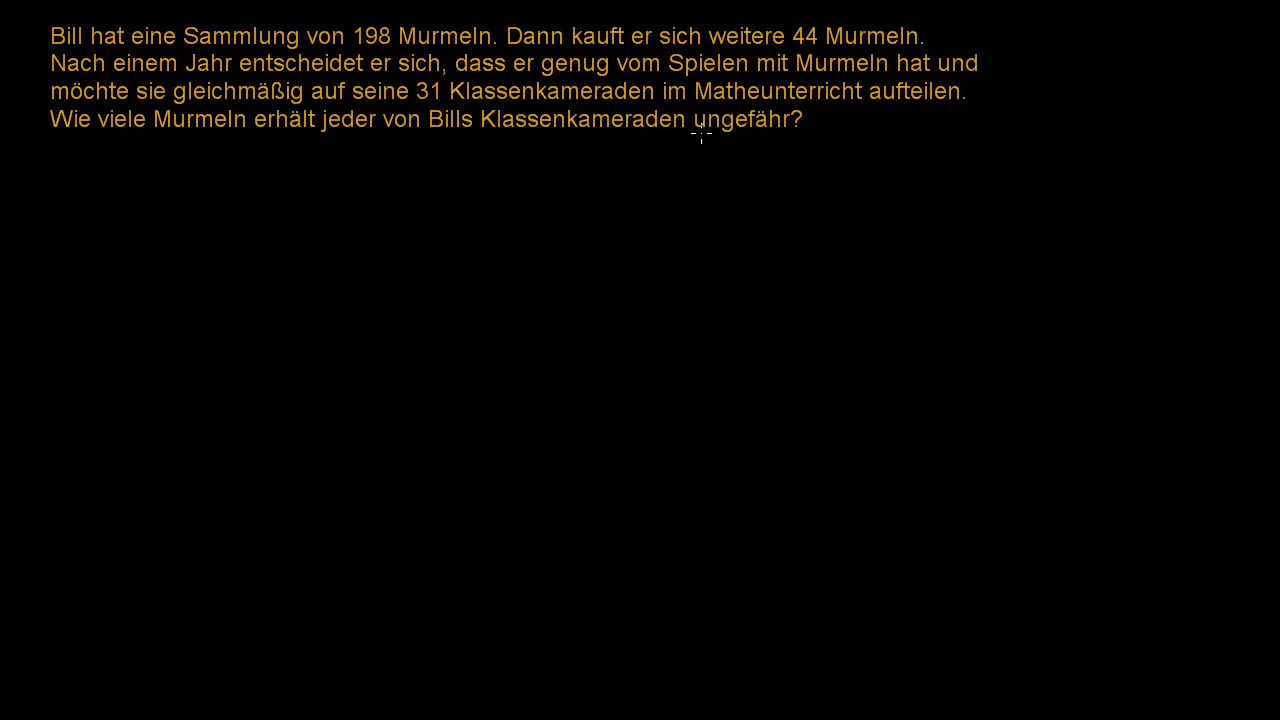 Bill hat eine Sammlung von 198 Murmeln. Dann kauft er sich weitere 44 Murmeln.
Nach einem Jahr entscheidet er sich, dass er genug vom Spielen mit Murmeln hat und
möchte sie gleichmäßig auf seine 31 Klassenkameraden im Matheunterricht aufteilen.
Wie viele Murmeln erhält jeder von Bills Klassenkameraden ungefähr?